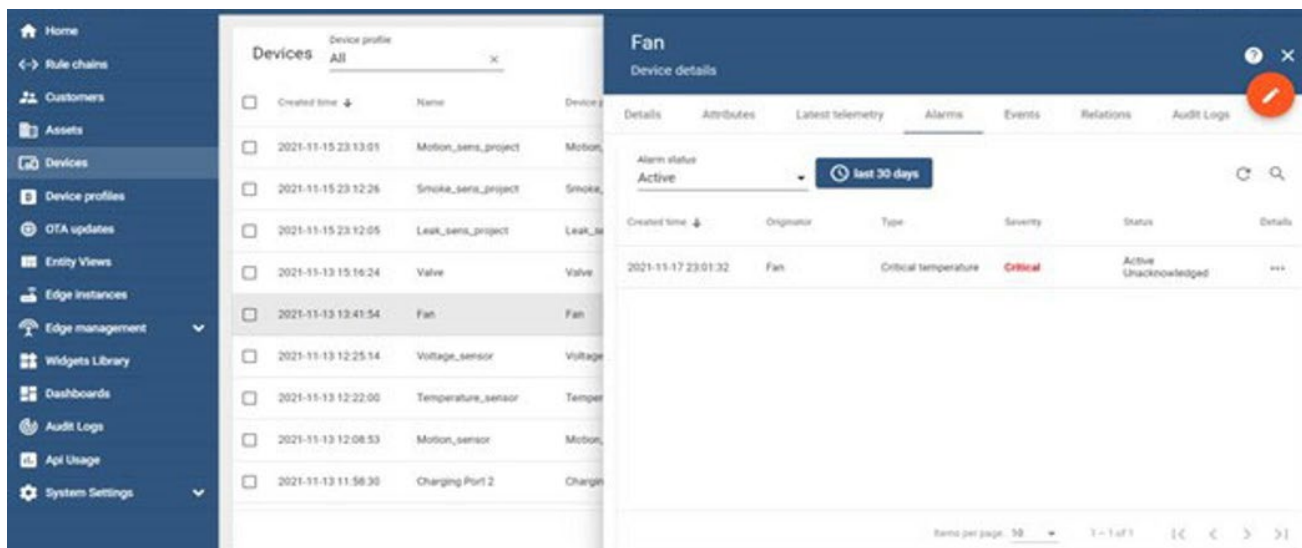 Home
Rule chains
Customers
Assets
Devices
Device profiles
OTA updates
Entity Views
Edge instances
Edge management
Widgets Library
Dashboards
Audit Logs
Api Usage
System Settings
Devices
Device profile
All
Created time Name Device p
2021-11-15 23:13:01 Motion_sens_project Motion_
2021-11-15 23:12:26 Smoke_sens_project Smoke_
2021-11-15 23:12:05 Leak_sens_project Leak_se
2021-11-13 15:16:24 Valve Valve
2021-11-13 13:41:54 Fan Fan
2021-11-13 12:25:14 Voltage_sensor Voltage
2021-11-13 12:22:00 Temperature_sensor Temper
2021-11-13 12:08:53 Motion_sensor Motion_
2021-11-13 11:58:30 Charging Port 2 Chargin
Fan
Device details
Details Attributes Latest telemetry Alarms Events Relations Audit Logs
Alarm status
Active
last 30 days
Created time Originator Type Severity Status Details
2021-11-17 23:01:32 Fan Critical temperature Critical Active
Unacknowledged
Items per page: 10 1 – 1 of 1